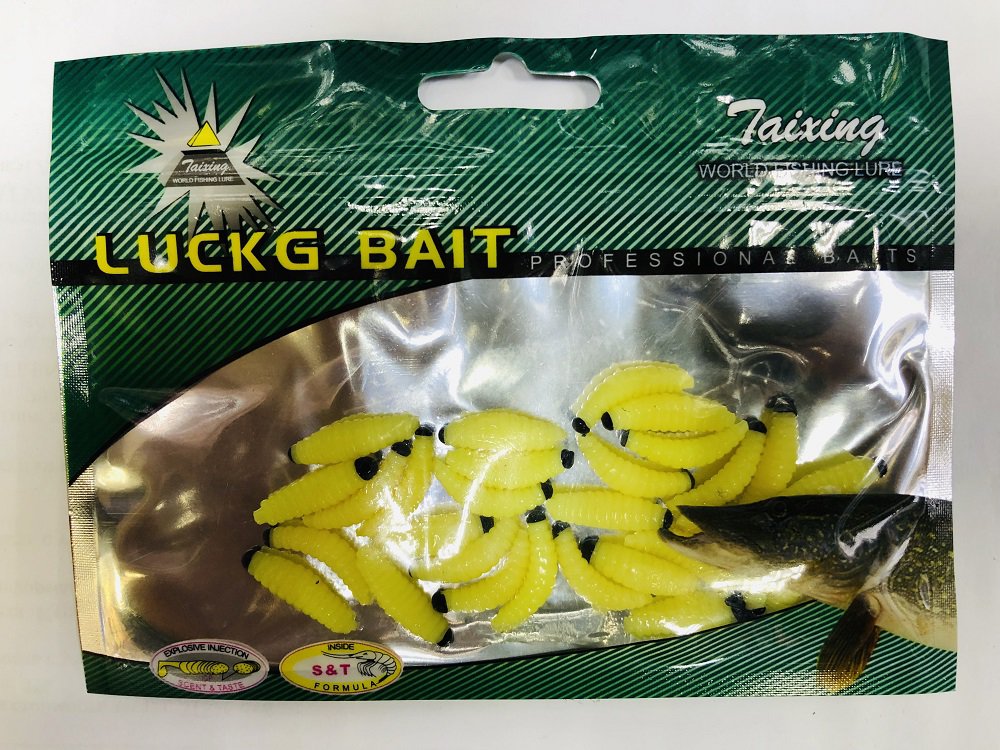 Taixing
WORLD FISHING LURE
Taixing
WORLD FISHING LURE
LUCKG BAIT
PROFESSIONAL BAITS
EXPLOSIVE INJECTION
SCENT & TASTE
INSIDE
S&T
FORMULA